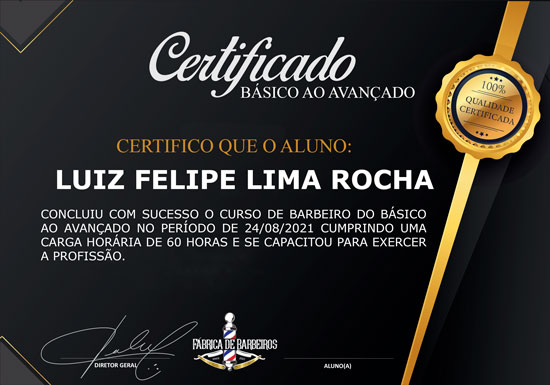 Certificado
BÁSICO AO AVANÇADO
100%
QUALIDADE
CERTIFICADA
CERTIFICO QUE O ALUNO:
LUIZ FELIPE LIMA ROCHA
CONCLUIU COM SUCESSO O CURSO DE BARBEIRO DO BÁSICO
AO AVANÇADO NO PERÍODO DE 24/08/2021 CUMPRINDO UMA
CARGA HORÁRIA DE 60 HORAS E SE CAPACITOU PARA EXERCER
A PROFISSÃO.
FÁBRICA DE BARBEIROS
DIRETOR GERAL
ALUNO(A)